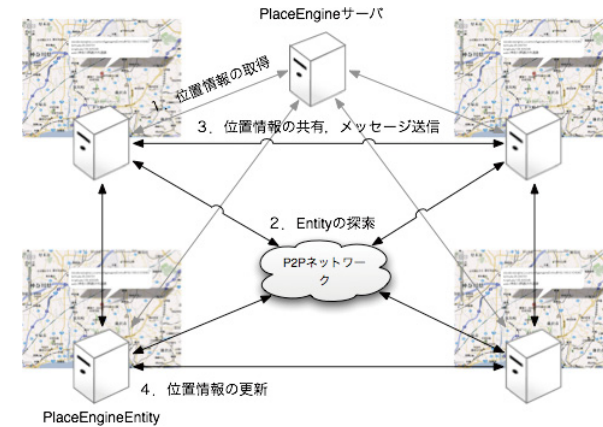 PlaceEngineサーバ
1. 位置情報の取得
3. 位置情報の共有，メッセージ送信
2. Entityの探索
P2Pネットワー
ク
4. 位置情報の更新
PlaceEngineEntity